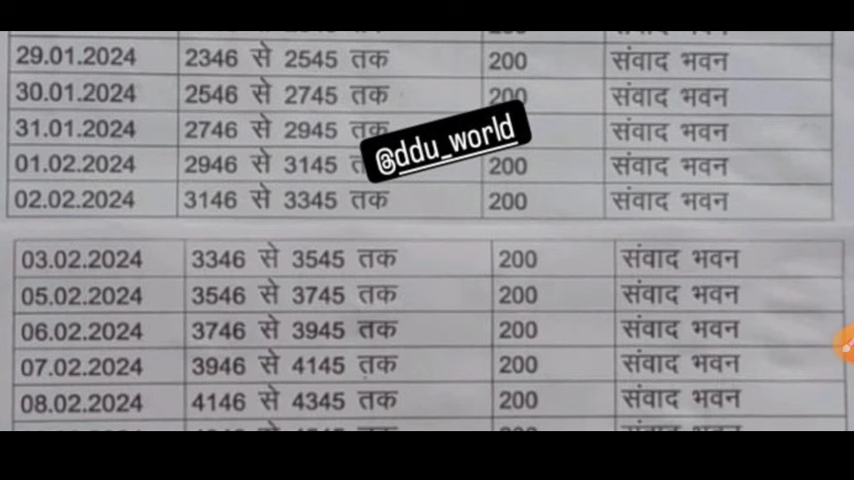 29.01.2024 2346 से 2545 तक 200 संवाद भवन
30.01.2024 2546 से 2745 तक 200 संवाद भवन
31.01.2024 2746 से 2945 तक संवाद भवन
@ddu_world
01.02.2024 2946 से 3145 200 संवाद भवन
02.02.2024 3146 से 3345 तक 200 संवाद भवन
03.02.2024 3346 से 3545 तक 200 संवाद भवन
05.02.2024 3546 से 3745 तक 200 संवाद भवन
06.02.2024 3746 से 3945 तक 200 संवाद भवन
07.02.2024 3946 से 4145 तक 200 संवाद भवन
08.02.2024 4146 से 4345 तक 200 संवाद भवन